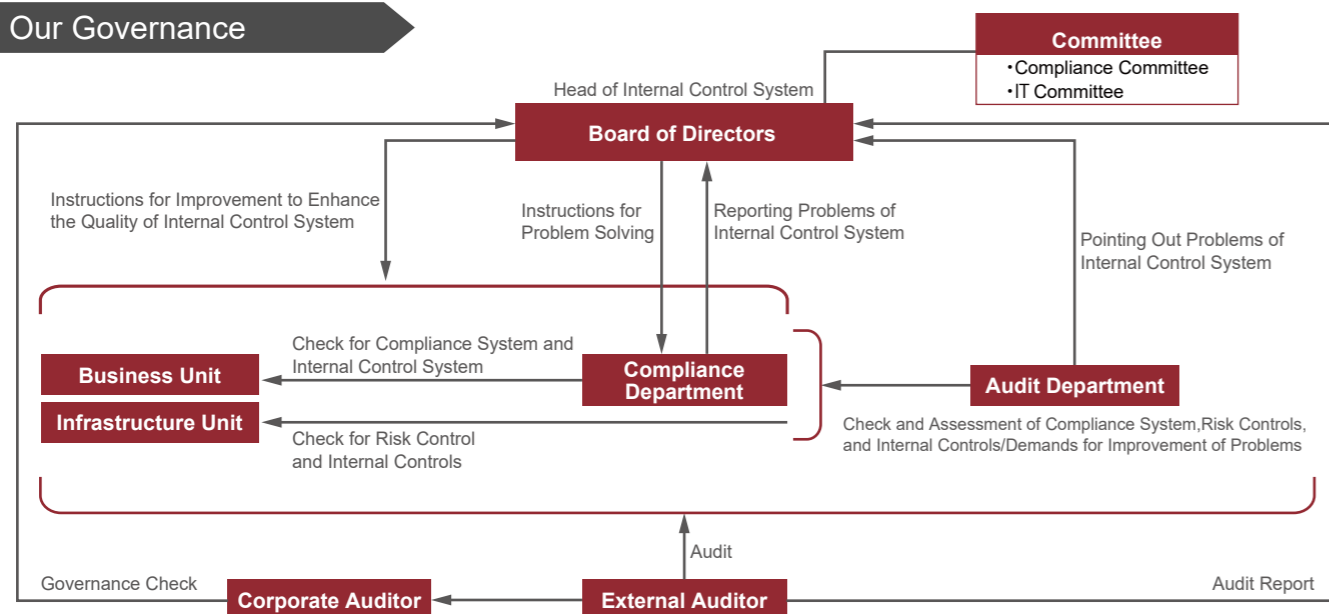 Our Governance
Committee
・Compliance Committee
・IT Committee
Head of Internal Control System
Board of Directors
Instructions for Improvement to Enhance
the Quality of Internal Control System
Instructions for
Problem Solving
Reporting Problems of
Internal Control System
Pointing Out Problems of
Internal Control System
Check for Compliance System and
Internal Control System
Business Unit
Compliance
Department
Audit Department
Infrastructure Unit
Check for Risk Control
and Internal Controls
Check and Assessment of Compliance System,Risk Controls,
and Internal Controls/Demands for Improvement of Problems
Audit
Governance Check
Corporate Auditor
External Auditor
Audit Report